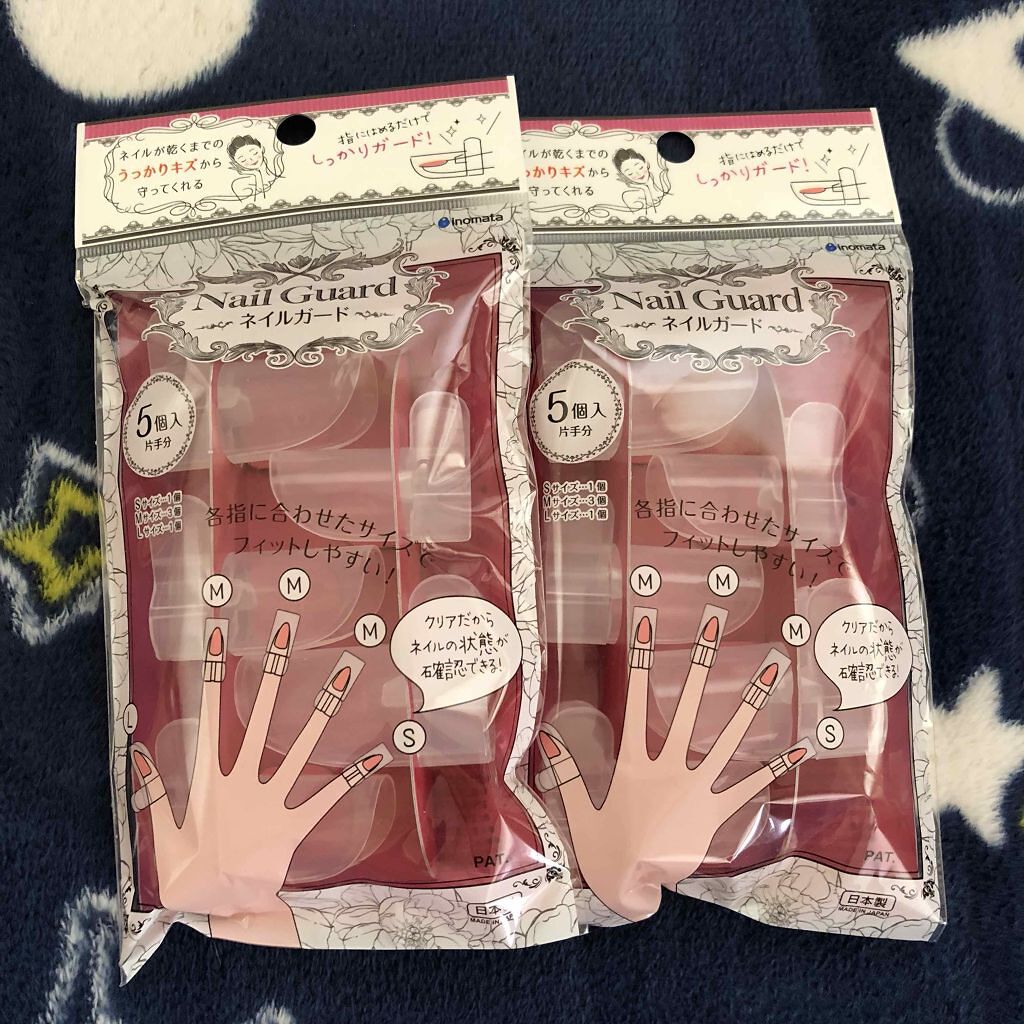 ネイルが乾くまでの
うっかりキズから
守ってくれる
指にはめるだけで
しっかりガード!
inomata
Nail Guard
ネイルガード
5個入
片手分
Sサイズ…1個
Mサイズ…3個
Lサイズ…1個
各指に合わせたサイズで
フィットしやすい!
M
M
M
S
L
クリアだから
ネイルの状態が
確認できる!
PAT.
日本製
MADE IN JAPAN
イルが乾くまでの
っかりキズから
守ってくれる
指にはめるだけで
しっかりガード!
inomata
Nail Guard
ネイルガード
5個入
片手分
Sサイズ…1個
Mサイズ…3個
Lサイズ…1個
各指に合わせたサイズで
フィットしやすい!
M
M
M
S
クリアだから
ネイルの状態が
確認できる!
PAT.
日本製
MADE IN JAPAN